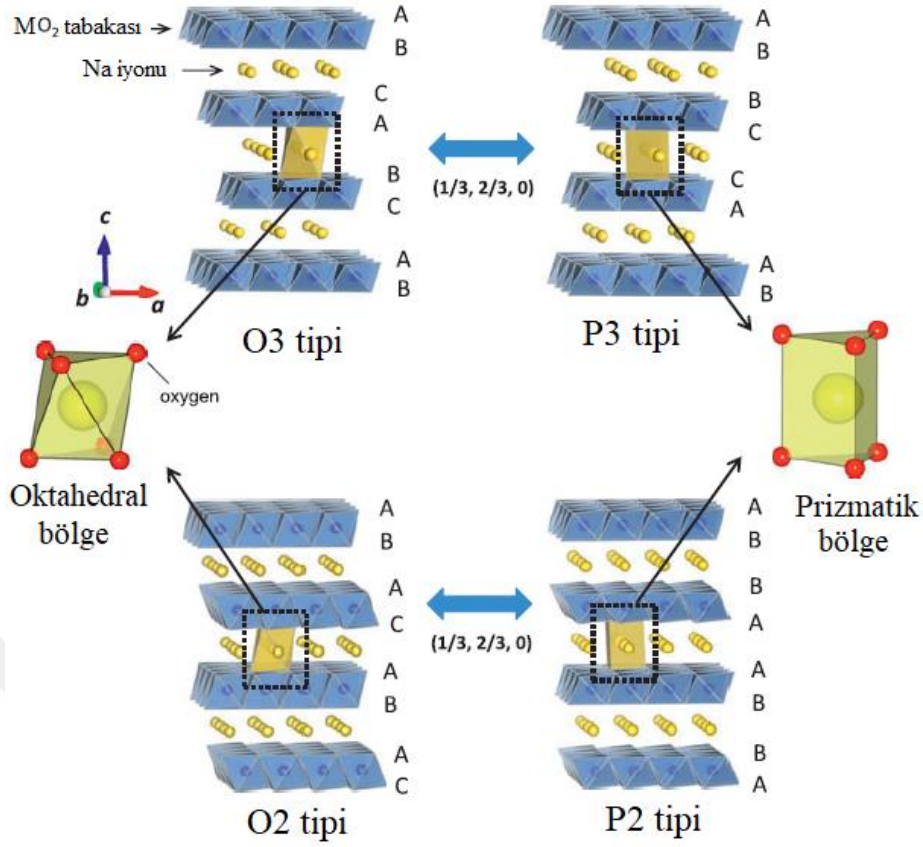 MO₂ tabakası
Na iyonu
A
B
C
A
B
C
A
B
(1/3, 2/3, 0)
A
B
B
C
C
A
A
B
c
b
a
O3 tipi
P3 tipi
oxygen
Oktahedral
bölge
Prizmatik
bölge
A
B
A
C
A
B
A
C
(1/3, 2/3, 0)
A
B
B
A
A
B
B
A
O2 tipi
P2 tipi